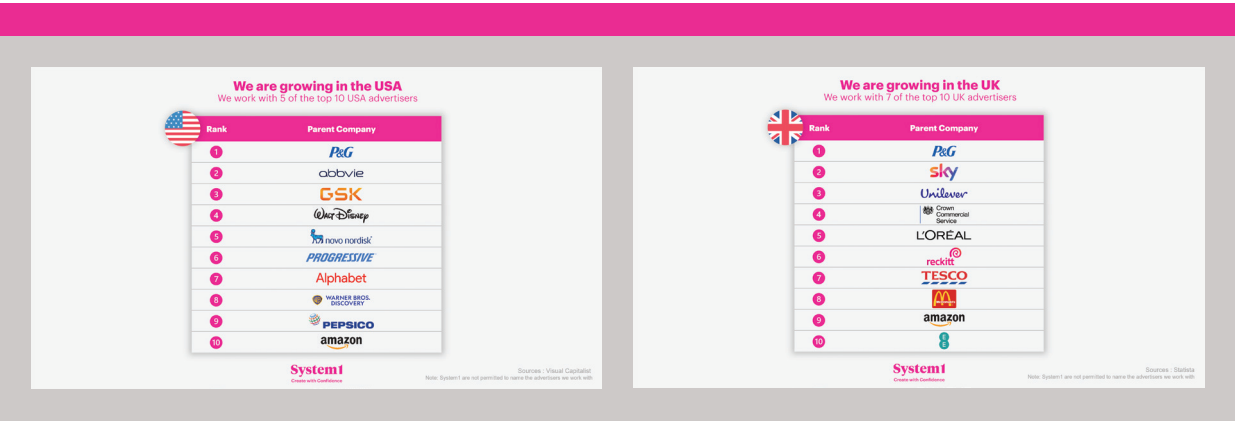 We are growing in the USA
We work with 5 of the top 10 USA advertisers
Rank Parent Company
1 P&G
2 abbvie
3 GSK
4 WALT DISNEY
5 novo nordisk
6 PROGRESSIVE
7 Alphabet
8 WARNER BROS.
DISCOVERY
9 PEPSICO
10 amazon
System1
Create with Confidence
Sources : Visual Capitalist
Note: System1 are not permitted to name the advertisers we work with
We are growing in the UK
We work with 7 of the top 10 UK advertisers
Rank Parent Company
1 P&G
2 sky
3 Unilever
4 Crown
Commercial
Service
5 L'ORÉAL
6 reckitt
7 TESCO
8 M
9 amazon
10 EE
System1
Create with Confidence
Sources : Statista
Note: System1 are not permitted to name the advertisers we work with